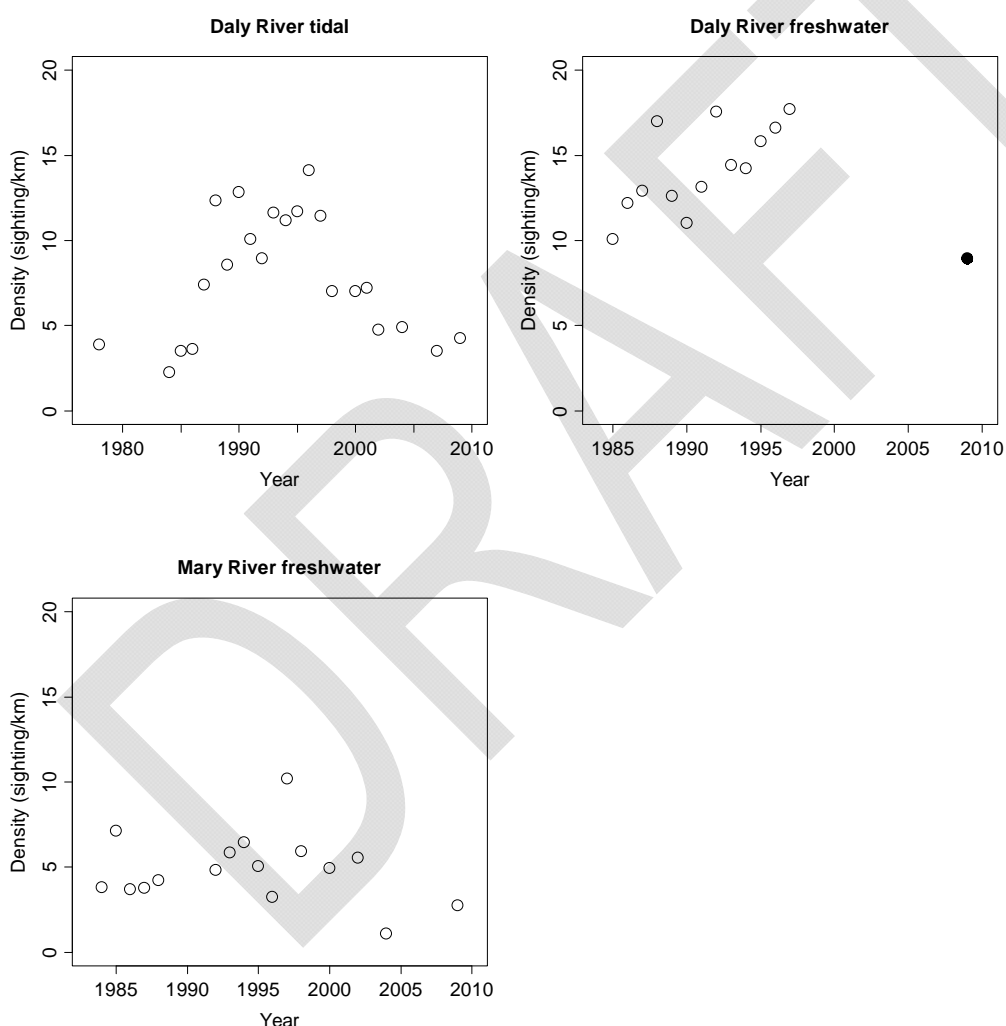 Daly River tidal
Density (sighting/km)
0 5 10 15 20
1980 1990 2000 2010
Year
Daly River freshwater
Density (sighting/km)
0 5 10 15 20
1985 1990 1995 2000 2005 2010
Year
Mary River freshwater
Density (sighting/km)
0 5 10 15 20
1985 1990 1995 2000 2005 2010
Year
DRAFT